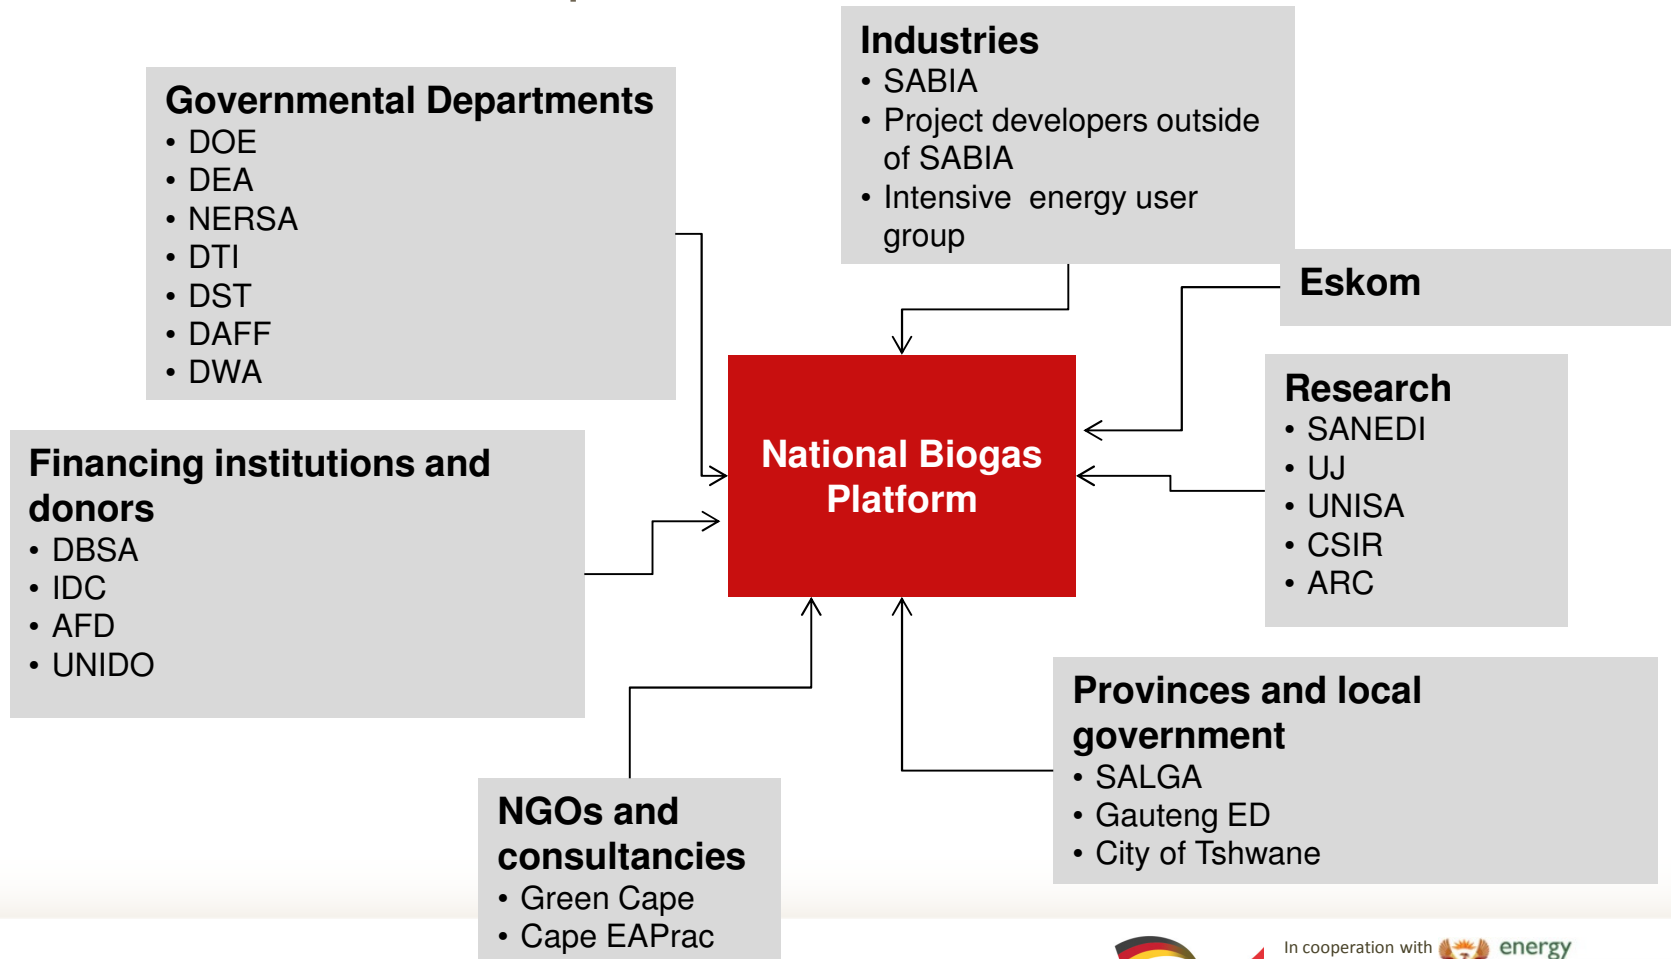 Industries
• SABIA
• Project developers outside
of SABIA
• Intensive energy user
group
Governmental Departments
• DOE
• DEA
• NERSA
• DTI
• DST
• DAFF
• DWA
Eskom
Research
• SANEDI
• UJ
• UNISA
• CSIR
• ARC
National Biogas
Platform
Financing institutions and
donors
• DBSA
• IDC
• AFD
• UNIDO
Provinces and local
government
• SALGA
• Gauteng ED
• City of Tshwane
NGOs and
consultancies
• Green Cape
• Cape EAPrac
In cooperation with
energy